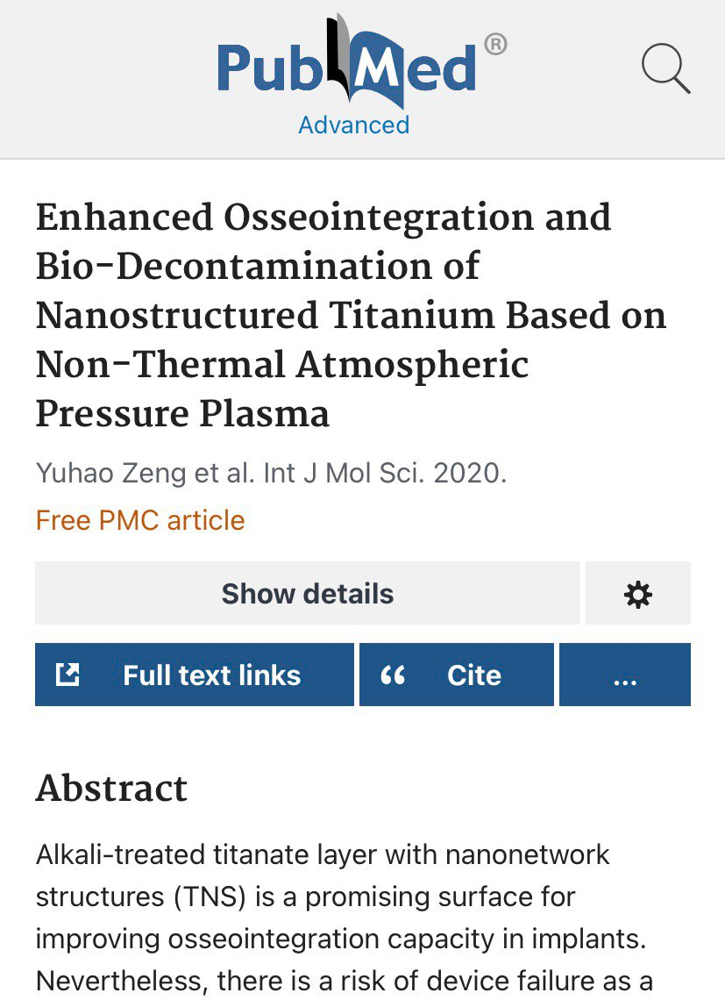 PubMed®
Advanced
Enhanced Osseointegration and
Bio-Decontamination of
Nanostructured Titanium Based on
Non-Thermal Atmospheric
Pressure Plasma
Yuhao Zeng et al. Int J Mol Sci. 2020.
Free PMC article
Show details
Full text links
Cite
...
Abstract
Alkali-treated titanate layer with nanonetwork
structures (TNS) is a promising surface for
improving osseointegration capacity in implants.
Nevertheless, there is a risk of device failure as a